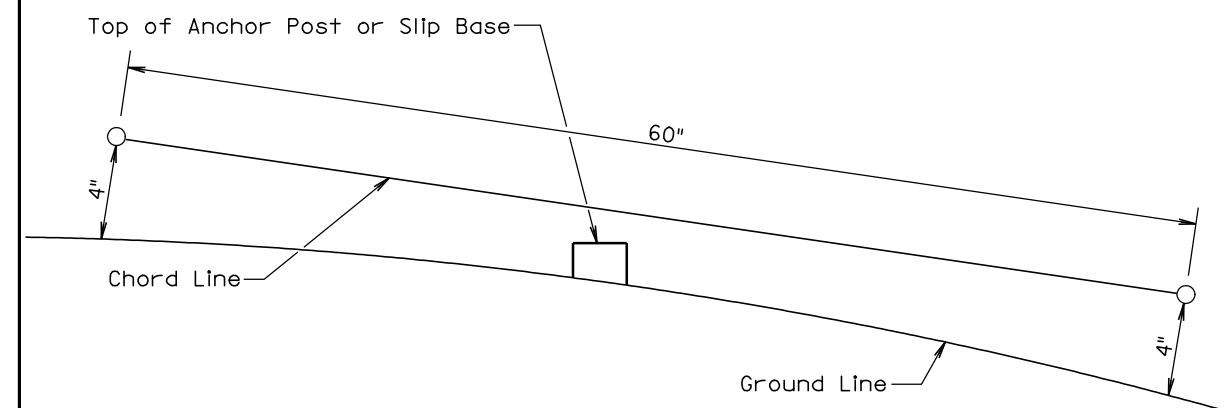 Top of Anchor Post or Slip Base
60"
4"
Chord Line
4"
Ground Line